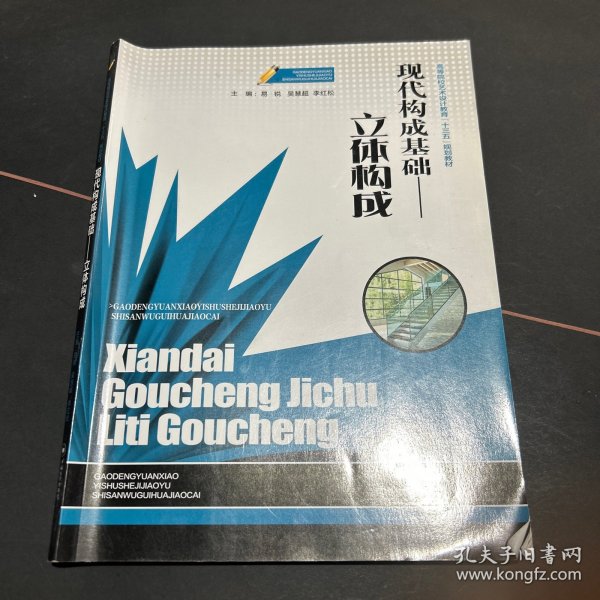 GAODENGYUANXIAO
YISHUSHEJIJIAOYU
SHISANWUGUIHUAJIAOCAI
主 编：易 锐 吴慧超 李红松
高等院校艺术设计教育“十三五”规划教材
现代构成基础——
立体构成
现代构成基础——立体构成
>GAODENGYUANXIAOYISHUSHEJIJIAOYU
SHISANWUGUIHUAJIAOCAI
Xiandai
Goucheng Jichu
Liti Goucheng
GAODENGYUANXIAO
YISHUSHEJIJIAOYU
SHISANWUGUIHUAJIAOCAI
孔夫子旧书网
www.kongfz.com